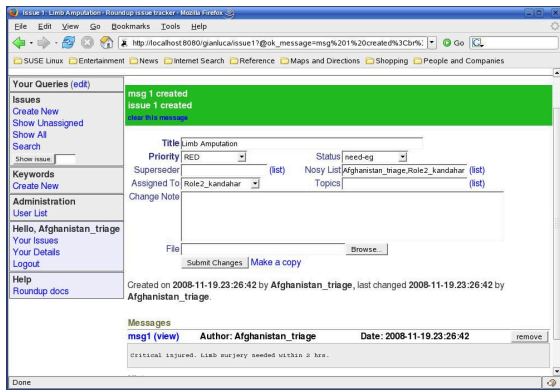 Issue 1: Limb Amputation - Roundup issue tracker - Mozilla Firefox
File Edit View Go Bookmarks Tools Help
http://localhost:8080/gianluca/issue1?@ok_message=msg%201%20created%3Cbr%: Go
SUSE Linux Entertainment News Internet Search Reference Maps and Directions Shopping People and Companies
Your Queries (edit)
Issues
Create New
Show Unassigned
Show All
Search
Show issue:
Keywords
Create New
Administration
User List
Hello, Afghanistan_triage
Your Issues
Your Details
Logout
Help
Roundup docs
msg 1 created
issue 1 created
clear this message
Title Limb Amputation
Priority RED Status need-eg
Superseder (list) Nosy List Afghanistan_triage,Role2_kandahar (list)
Assigned To Role2_kandahar Topics (list)
Change Note
File Browse...
Submit Changes Make a copy
Created on 2008-11-19.23:26:42 by Afghanistan_triage, last changed 2008-11-19.23:26:42 by
Afghanistan_triage.
Messages
msg1 (view) Author: Afghanistan_triage Date: 2008-11-19.23:26:42 remove
Critical injured. Limb surjery needed within 2 hrs.
Done